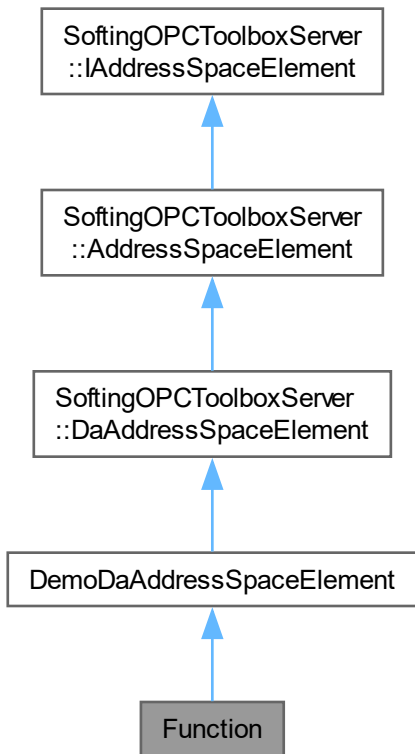 SoftingOPCToolboxServer
::IAddressSpaceElement
SoftingOPCToolboxServer
::AddressSpaceElement
SoftingOPCToolboxServer
::DaAddressSpaceElement
DemoDaAddressSpaceElement
Function